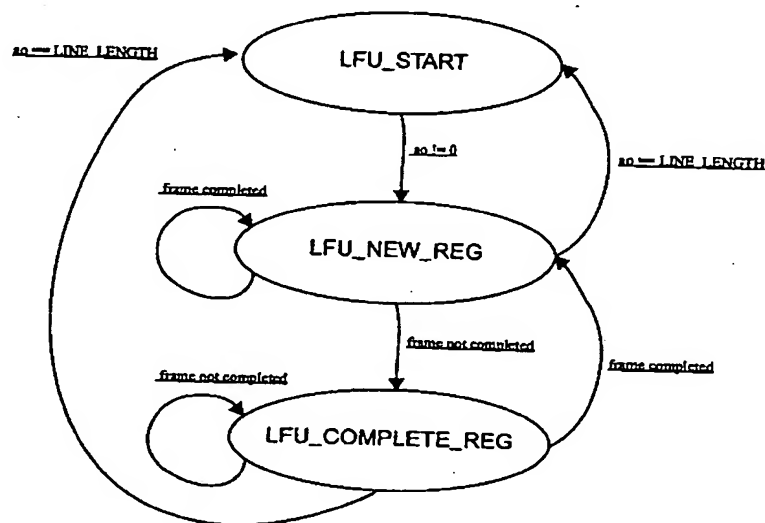 ao == LINE_LENGTH
LFU_START
ao != 0
ao == LINE_LENGTH
frame completed
LFU_NEW_REG
frame not completed
frame completed
frame not completed
LFU_COMPLETE_REG